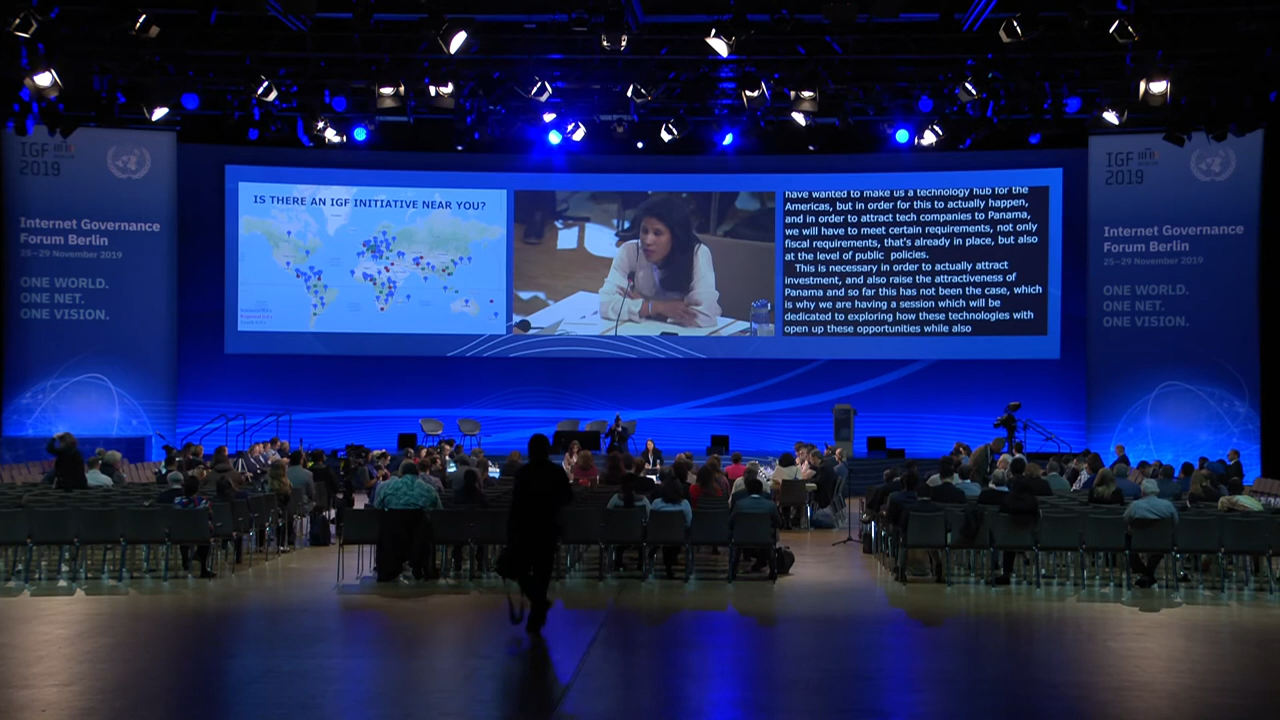 IGF
2019
Internet Governance
Forum Berlin
25–29 November 2019
ONE WORLD.
ONE NET.
ONE VISION.
IS THERE AN IGF INITIATIVE NEAR YOU?
have wanted to make us a technology hub for the
Americas, but in order for this to actually happen,
and in order to attract tech companies to Panama,
we will have to meet certain requirements, not only
fiscal requirements, that's already in place, but also
at the level of public policies.
This is necessary in order to actually attract
investment, and also raise the attractiveness of
Panama and so far this has not been the case, which
is why we are having a session which will be
dedicated to exploring how these technologies with
open up these opportunities while also
IGF
2019
Internet Governance
Forum Berlin
25–29 November 2019
ONE WORLD.
ONE NET.
ONE VISION.